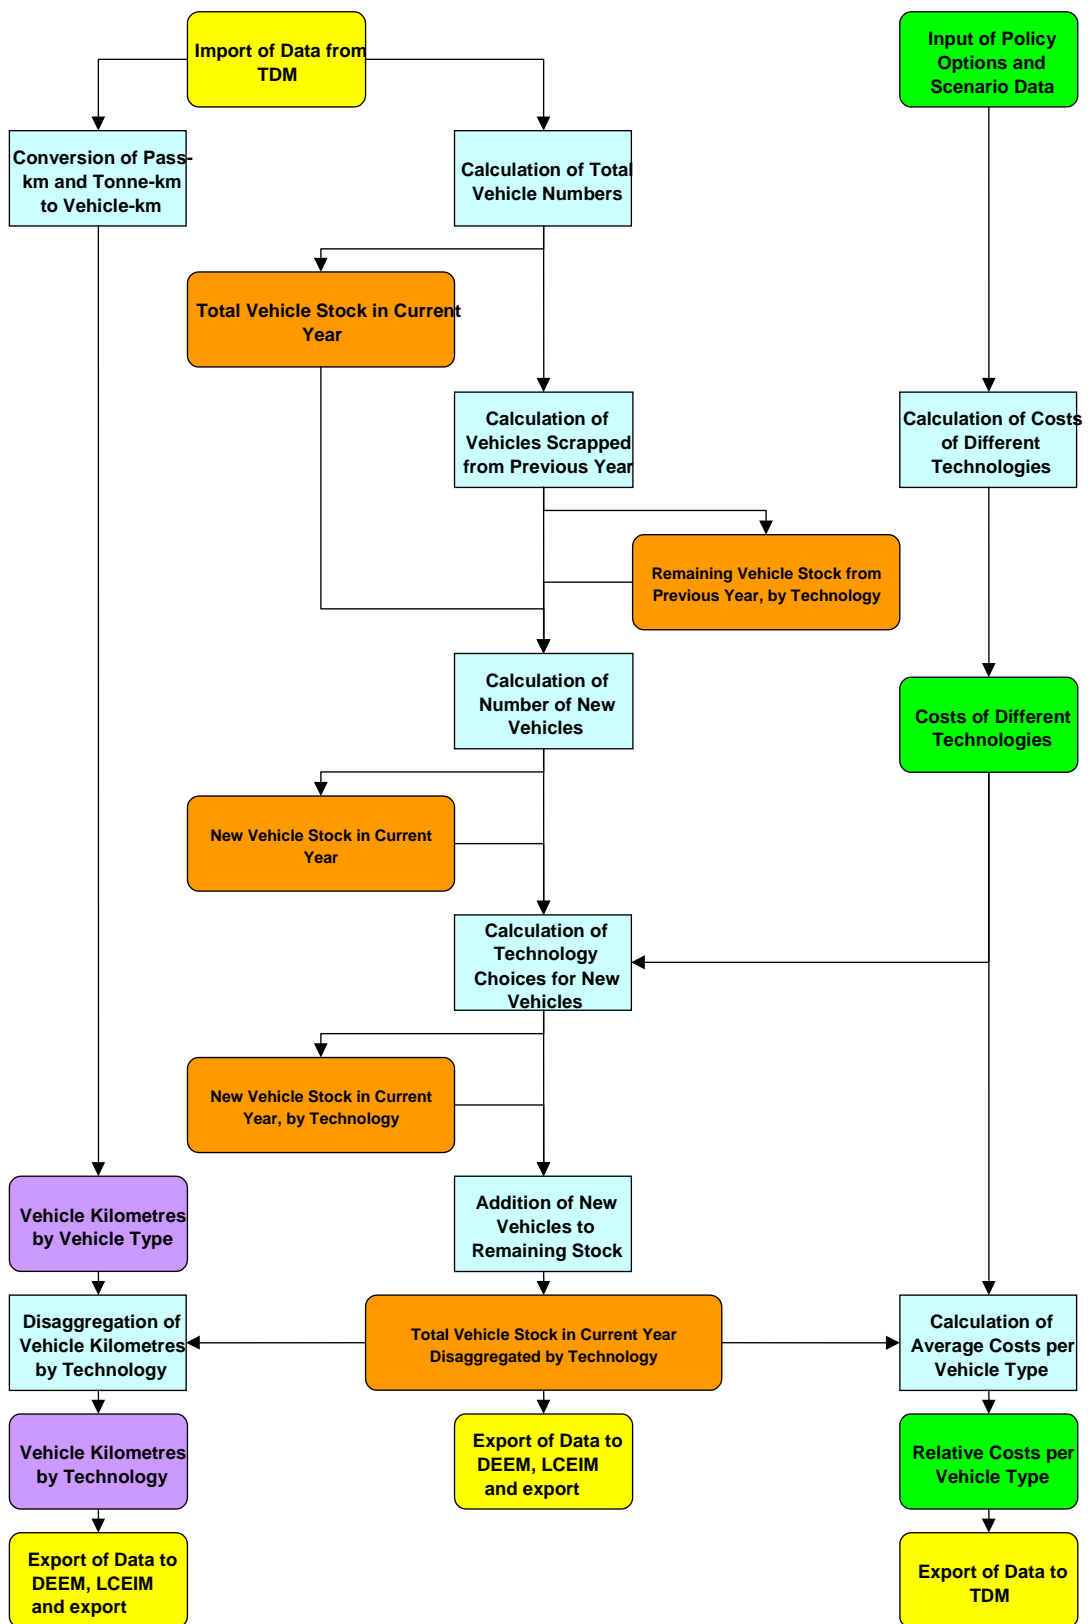 Import of Data from
TDM
Input of Policy
Options and
Scenario Data
Conversion of Pass-
km and Tonne-km
to Vehicle-km
Calculation of Total
Vehicle Numbers
Total Vehicle Stock in Current
Year
Calculation of
Vehicles Scrapped
from Previous Year
Calculation of Costs
of Different
Technologies
Remaining Vehicle Stock from
Previous Year, by Technology
Calculation of
Number of New
Vehicles
Costs of Different
Technologies
New Vehicle Stock in Current
Year
Calculation of
Technology
Choices for New
Vehicles
New Vehicle Stock in Current
Year, by Technology
Vehicle Kilometres
by Vehicle Type
Addition of New
Vehicles to
Remaining Stock
Disaggregation of
Vehicle Kilometres
by Technology
Total Vehicle Stock in Current Year
Disaggregated by Technology
Calculation of
Average Costs per
Vehicle Type
Vehicle Kilometres
by Technology
Export of Data to
DEEM, LCEIM
and export
Relative Costs per
Vehicle Type
Export of Data to
DEEM, LCEIM
and export
Export of Data to
TDM